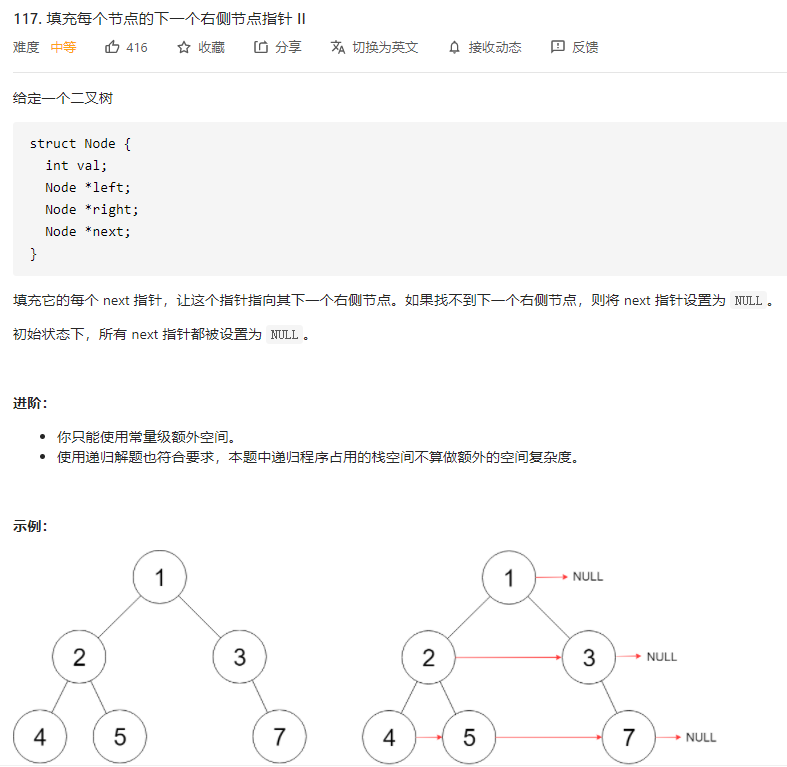 117. 填充每个节点的下一个右侧节点指针 II
难度 中等 416 收藏 分享 切换为英文 接收动态 反馈
给定一个二叉树
struct Node {
  int val;
  Node *left;
  Node *right;
  Node *next;
}
填充它的每个 next 指针，让这个指针指向其下一个右侧节点。如果找不到下一个右侧节点，则将 next 指针设置为 NULL 。
初始状态下，所有 next 指针都被设置为 NULL 。
进阶：
• 你只能使用常量级额外空间。
• 使用递归解题也符合要求，本题中递归程序占用的栈空间不算做额外的空间复杂度。
示例：
1 1 NULL
2 3 2 3 NULL
4 5 7 4 5 7 NULL